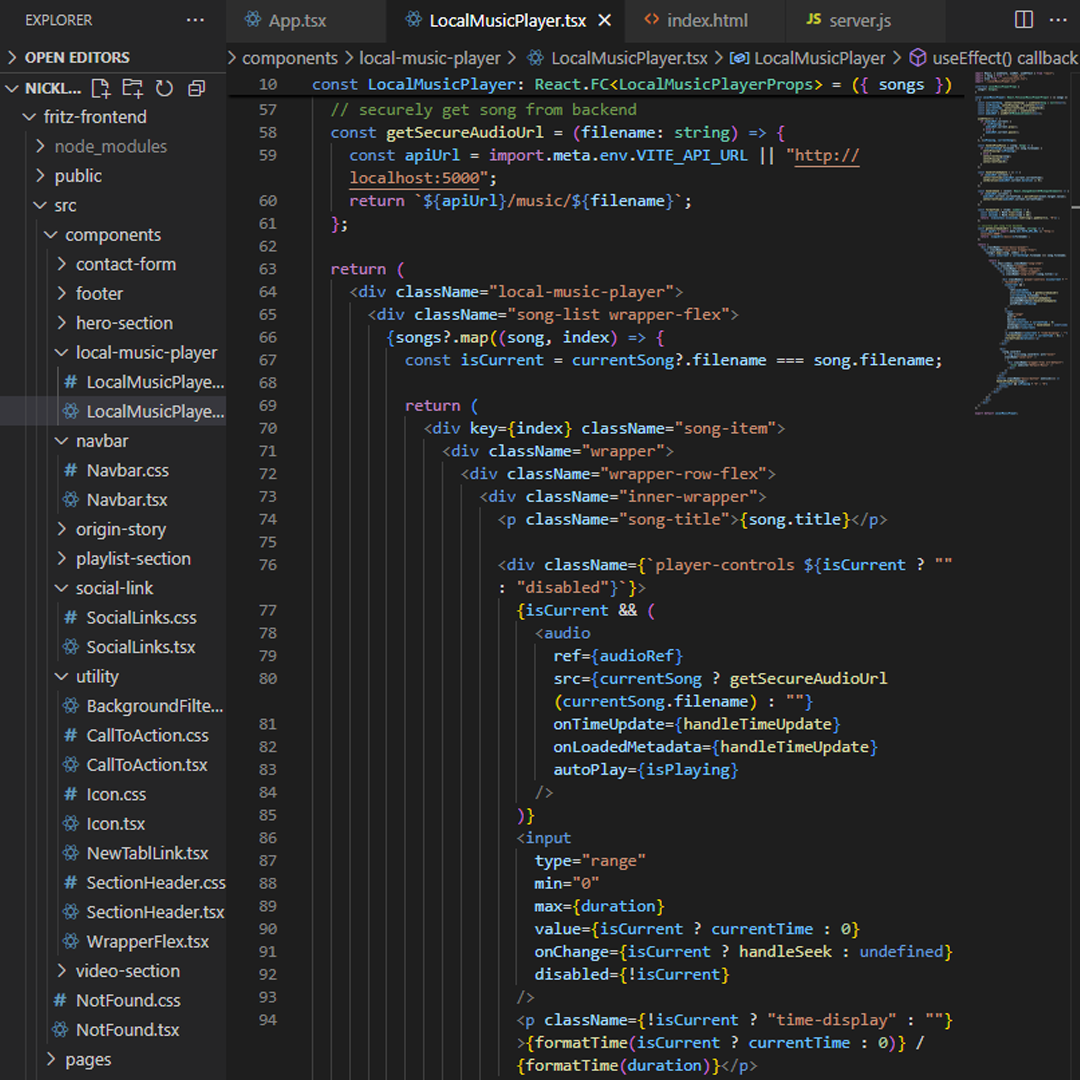 EXPLORER ···
App.tsx
LocalMusicPlayer.tsx
index.html
JS server.js
OPEN EDITORS
components > local-music-player > LocalMusicPlayer.tsx > LocalMusicPlayer > useEffect() callback
NICKL...
fritz-frontend
node_modules
public
src
components
contact-form
footer
hero-section
local-music-player
# LocalMusicPlaye...
LocalMusicPlaye...
navbar
# Navbar.css
Navbar.tsx
origin-story
playlist-section
social-link
# SocialLinks.css
SocialLinks.tsx
utility
BackgroundFilte...
# CallToAction.css
CallToAction.tsx
# Icon.css
Icon.tsx
NewTablLink.tsx
# SectionHeader.css
SectionHeader.tsx
WrapperFlex.tsx
video-section
# NotFound.css
NotFound.tsx
pages
10 const LocalMusicPlayer: React.FC<LocalMusicPlayerProps> = ({ songs })
57 // securely get song from backend
58 const getSecureAudioUrl = (filename: string) => {
59 const apiUrl = import.meta.env.VITE_API_URL || "http://
localhost:5000";
60 return `${apiUrl}/music/${filename}`;
61 };
62
63 return (
64 <div className="local-music-player">
65 <div className="song-list wrapper-flex">
66 {songs?.map((song, index) => {
67 const isCurrent = currentSong?.filename === song.filename;
68
69 return (
70 <div key={index} className="song-item">
71 <div className="wrapper">
72 <div className="wrapper-row-flex">
73 <div className="inner-wrapper">
74 <p className="song-title">{song.title}</p>
75
76 <div className={`player-controls ${isCurrent ? ""
: "disabled"}`}>
77 {isCurrent && (
78 <audio
79 ref={audioRef}
80 src={currentSong ? getSecureAudioUrl
(currentSong.filename) : ""}
81 onTimeUpdate={handleTimeUpdate}
82 onLoadedMetadata={handleTimeUpdate}
83 autoPlay={isPlaying}
84 />
85 )}
86 <input
87 type="range"
88 min="0"
89 max={duration}
90 value={isCurrent ? currentTime : 0}
91 onChange={isCurrent ? handleSeek : undefined}
92 disabled={!isCurrent}
93 />
94 <p className={!isCurrent ? "time-display" : ""}
>{formatTime(isCurrent ? currentTime : 0)} /
{formatTime(duration)}</p>